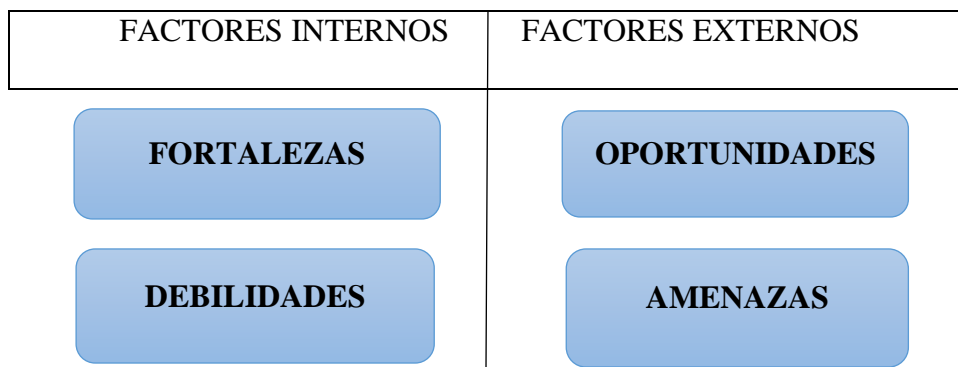 FACTORES INTERNOS
FACTORES EXTERNOS
FORTALEZAS
OPORTUNIDADES
DEBILIDADES
AMENAZAS